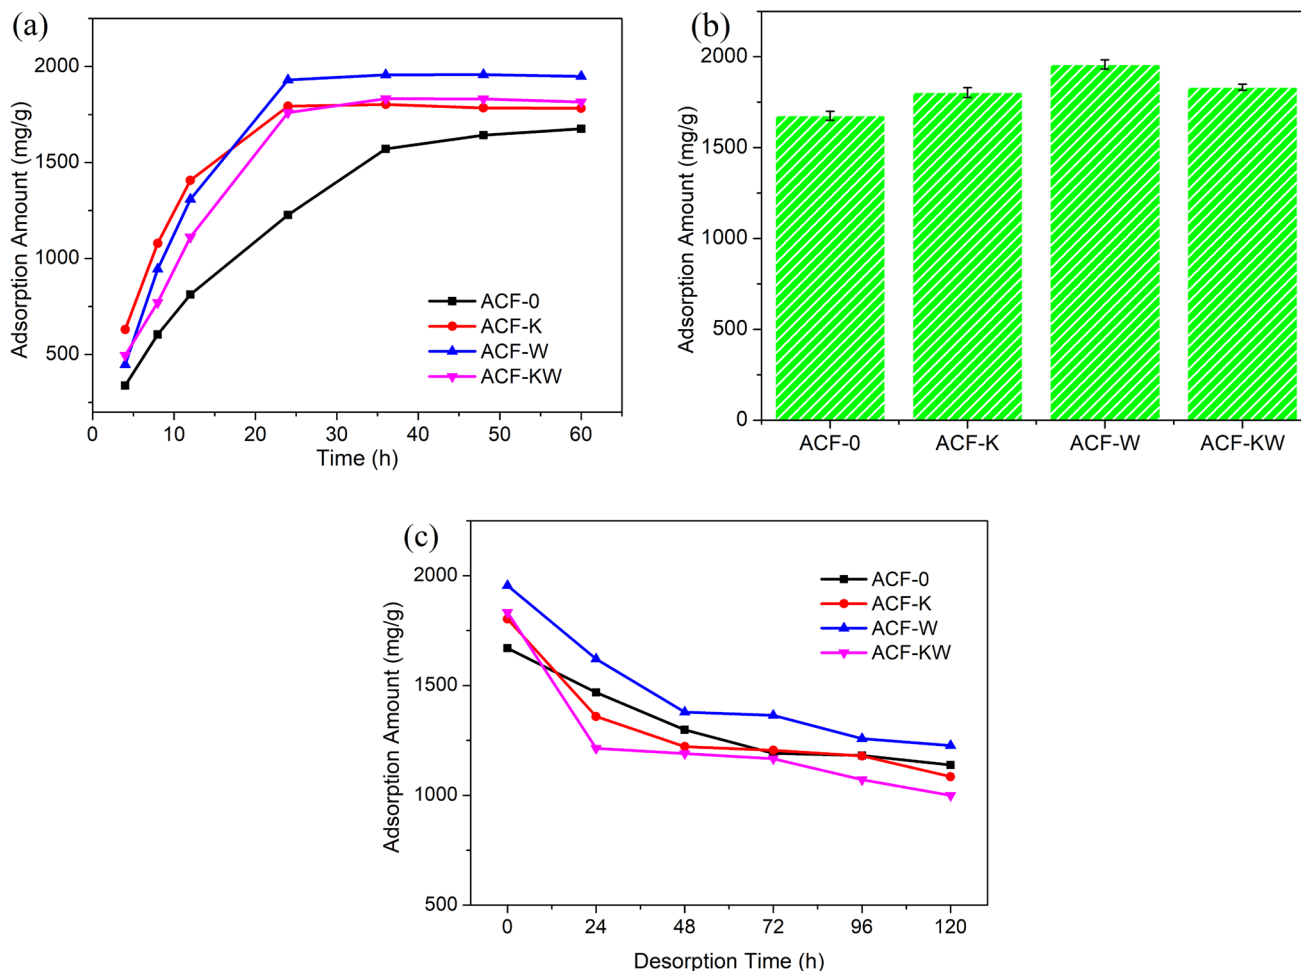 (a)
Adsorption Amount (mg/g)
2000
1500
1000
500
0 10 20 30 40 50 60
Time (h)
ACF-0
ACF-K
ACF-W
ACF-KW
(b)
Adsorption Amount (mg/g)
2000
1500
1000
500
0
ACF-0 ACF-K ACF-W ACF-KW
(c)
Adsorption Amount (mg/g)
2000
1500
1000
500
0 24 48 72 96 120
Desorption Time (h)
ACF-0
ACF-K
ACF-W
ACF-KW